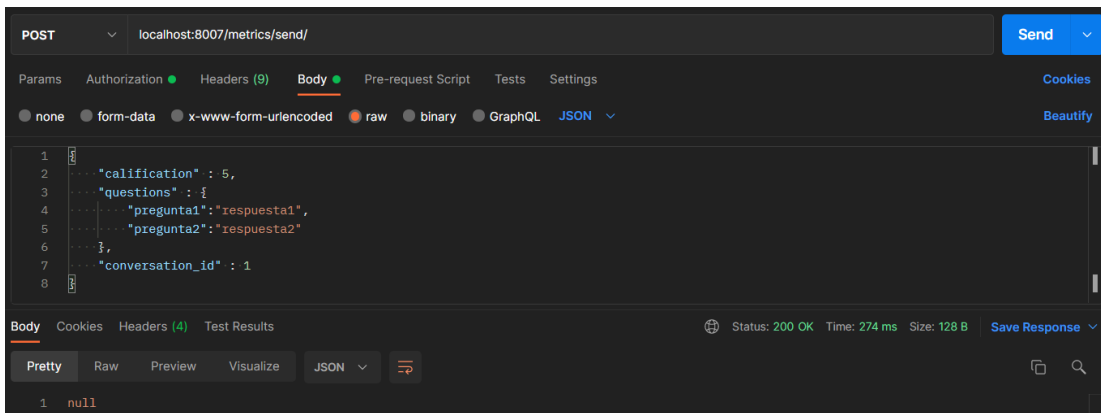 POST localhost:8007/metrics/send/ Send
Params Authorization Headers (9) Body Pre-request Script Tests Settings Cookies
none form-data x-www-form-urlencoded raw binary GraphQL JSON Beautify
1 {
2 "calification" : 5,
3 "questions" : {
4 "pregunta1":"respuesta1",
5 "pregunta2":"respuesta2"
6 },
7 "conversation_id" : 1
8 }
Body Cookies Headers (4) Test Results Status: 200 OK Time: 274 ms Size: 128 B Save Response
Pretty Raw Preview Visualize JSON
1 null